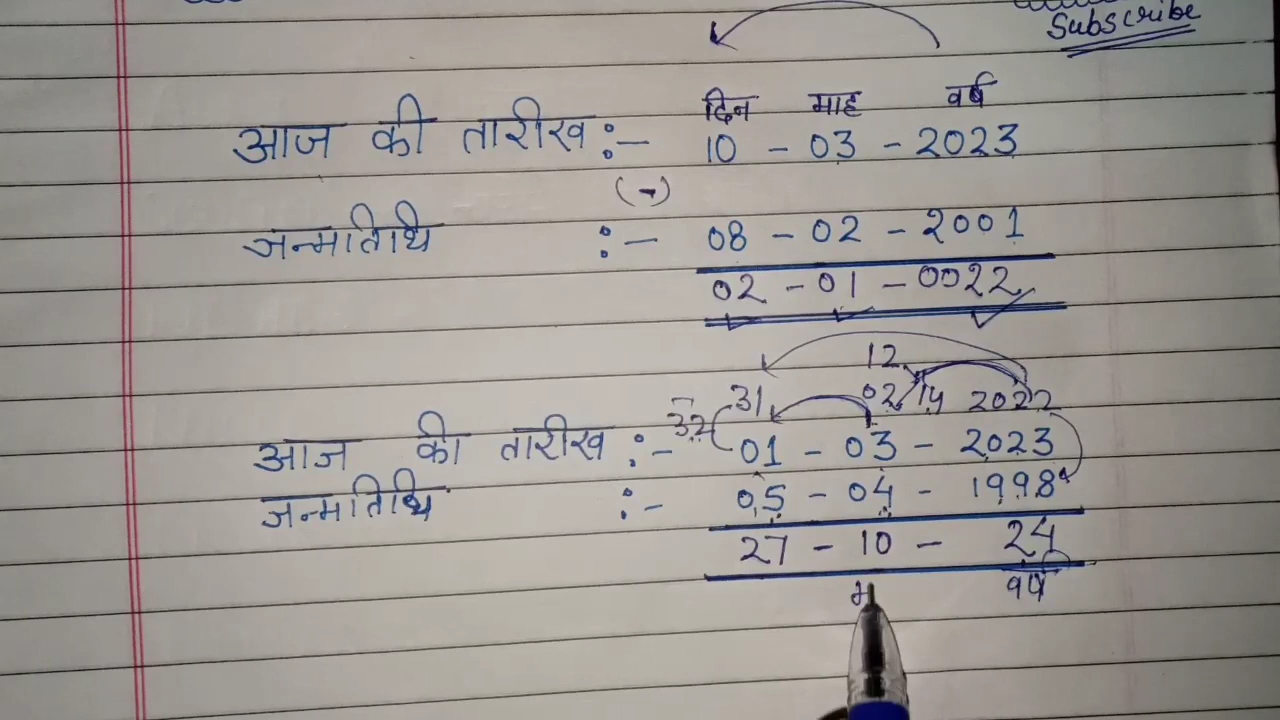 Subscribe
दिन माह वर्ष
आज की तारीख :- 10 - 03 - 2023
(-)
जन्मतिथि :- 08 - 02 - 2001
02 - 01 - 0022
12
31 02 14 2022
32
आज की तारीख :- 01 - 03 - 2023
जन्मतिथि :- 05 - 04 - 1998
27 - 10 - 24
वर्ष